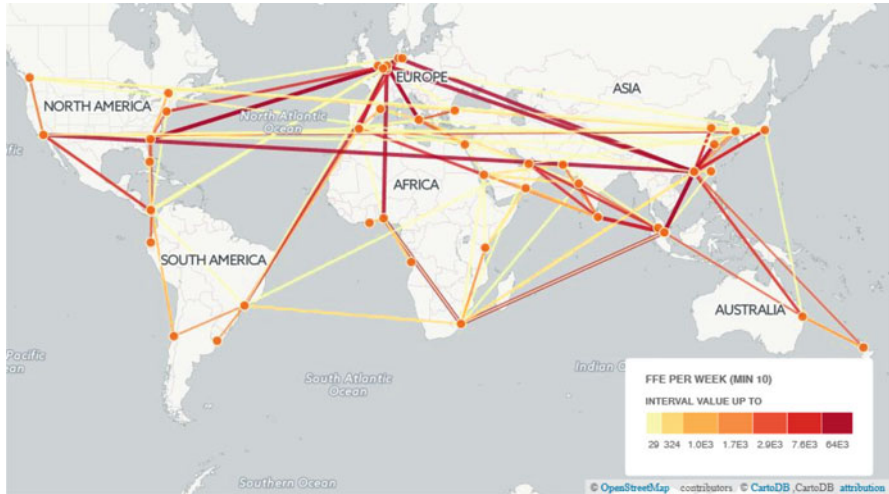 EUROPE
ASIA
NORTH AMERICA
North Atlantic
Ocean
AFRICA
SOUTH AMERICA
AUSTRALIA
South Atlantic
Ocean
Southern Ocean
FFE PER WEEK (MIN 10)
INTERVAL VALUE UP TO
29 324 1.0E3 1.7E3 2.9E3 7.6E3 64E3
© OpenStreetMap contributors © CartoDB ,CartoDB attribution